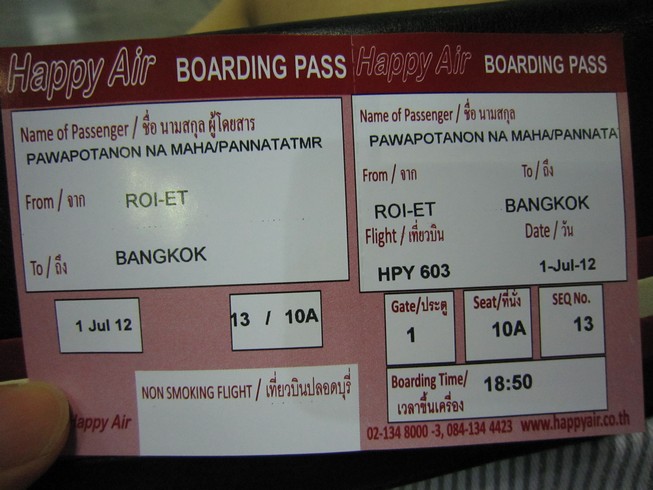 Happy Air BOARDING PASS
Name of Passenger / ชื่อ นามสกุล ผู้โดยสาร
PAWAPOTANON NA MAHA/PANNATATMR
From / จาก ROI-ET
To / ถึง BANGKOK
1 Jul 12 13 / 10A
NON SMOKING FLIGHT / เที่ยวบินปลอดบุรี่
Happy Air
Happy Air BOARDING PASS
Name of Passenger / ชื่อ นามสกุล
PAWAPOTANON NA MAHA/PANNATA
From / จาก To / ถึง
ROI-ET BANGKOK
Flight / เที่ยวบิน Date / วัน
HPY 603 1-Jul-12
Gate/ประตู Seat/ที่นั่ง SEQ No.
1 10A 13
Boarding Time/ 18:50
เวลาขึ้นเครื่อง
02-134 8000 -3, 084-134 4423 www.happyair.co.th